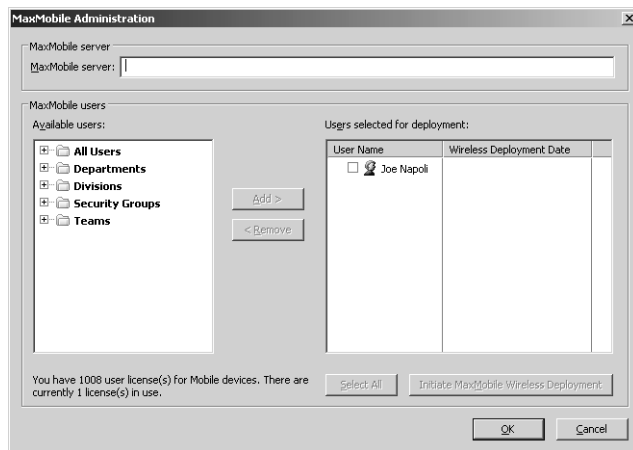 MaxMobile Administration
MaxMobile server
MaxMobile server:
MaxMobile users
Available users:
All Users
Departments
Divisions
Security Groups
Teams
Add >
< Remove
Users selected for deployment:
User Name Wireless Deployment Date
Joe Napoli
You have 1008 user license(s) for Mobile devices. There are
currently 1 license(s) in use.
Select All
Initiate MaxMobile Wireless Deployment
OK
Cancel